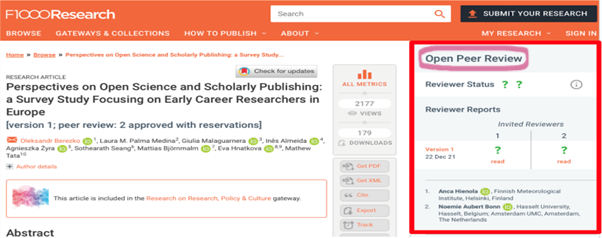 F1000Research
Search
SUBMIT YOUR RESEARCH
BROWSE GATEWAYS & COLLECTIONS HOW TO PUBLISH ABOUT
MY RESEARCH SIGN IN
Home » Browse » Perspectives on Open Science and Scholarly Publishing: a Survey Study...
Check for updates
RESEARCH ARTICLE
Perspectives on Open Science and Scholarly Publishing:
a Survey Study Focusing on Early Career Researchers in
Europe
[version 1; peer review: 2 approved with reservations]
Oleksandr Berezko 1, Laura M. Palma Medina2, Giulia Malaguarnera 3, Inês Almeida 4,
Agnieszka Żyra 5, Sothearath Seang6, Mattias Björnmalm 7, Eva Hnatkova 8,9, Mathew
Tata10
Author details
This article is included in the Research on Research, Policy & Culture gateway.
Abstract
ALL METRICS
2177
VIEWS
179
DOWNLOADS
Get PDF
Get XML
Cite
Export
Track
Open Peer Review
Reviewer Status ? ?
Reviewer Reports
Invited Reviewers
1 2
Version 1
22 Dec 21
? ?
read read
1. Anca Hienola, Finnish Meteorological
Institute, Helsinki, Finland
2. Noemie Aubert Bonn, Hasselt University,
Hasselt, Belgium; Amsterdam UMC, Amsterdam,
The Netherlands